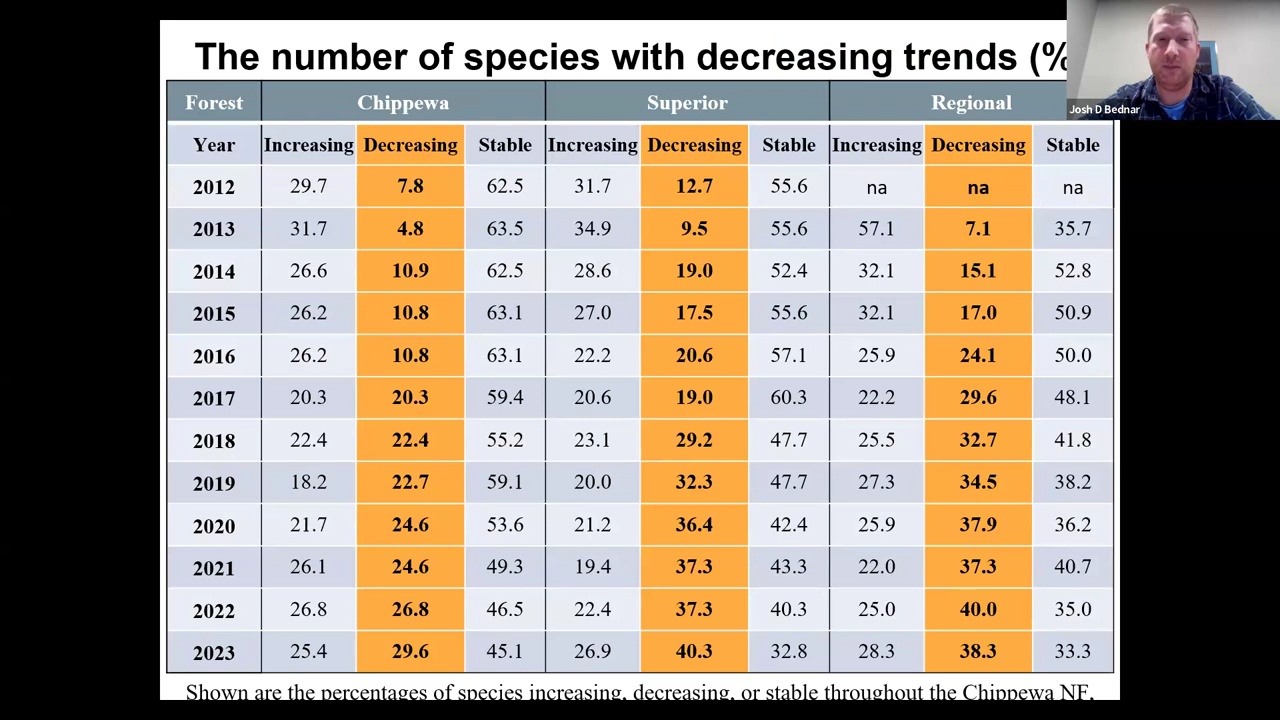 The number of species with decreasing trends (%
Josh D Bednar
Forest Chippewa Superior Regional
Year Increasing Decreasing Stable Increasing Decreasing Stable Increasing Decreasing Stable
2012 29.7 7.8 62.5 31.7 12.7 55.6 na na na
2013 31.7 4.8 63.5 34.9 9.5 55.6 57.1 7.1 35.7
2014 26.6 10.9 62.5 28.6 19.0 52.4 32.1 15.1 52.8
2015 26.2 10.8 63.1 27.0 17.5 55.6 32.1 17.0 50.9
2016 26.2 10.8 63.1 22.2 20.6 57.1 25.9 24.1 50.0
2017 20.3 20.3 59.4 20.6 19.0 60.3 22.2 29.6 48.1
2018 22.4 22.4 55.2 23.1 29.2 47.7 25.5 32.7 41.8
2019 18.2 22.7 59.1 20.0 32.3 47.7 27.3 34.5 38.2
2020 21.7 24.6 53.6 21.2 36.4 42.4 25.9 37.9 36.2
2021 26.1 24.6 49.3 19.4 37.3 43.3 22.0 37.3 40.7
2022 26.8 26.8 46.5 22.4 37.3 40.3 25.0 40.0 35.0
2023 25.4 29.6 45.1 26.9 40.3 32.8 28.3 38.3 33.3
Shown are the percentages of species increasing, decreasing, or stable throughout the Chippewa NF,